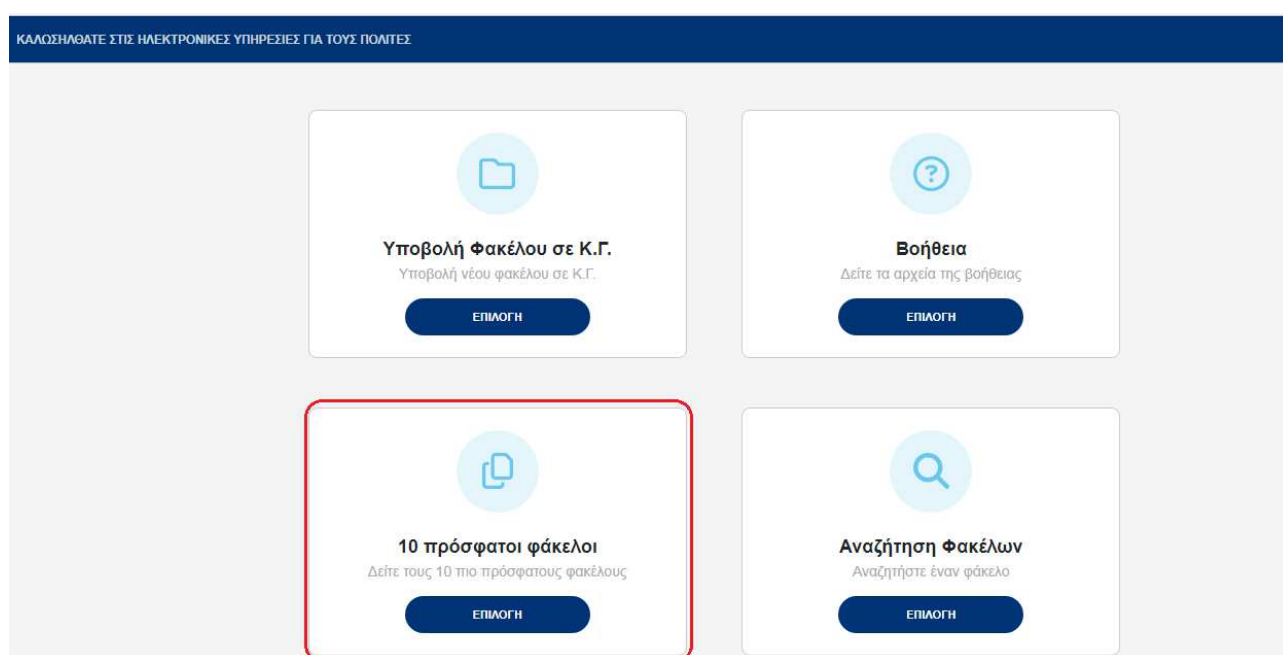 ΚΑΛΩΣΗΛΘΑΤΕ ΣΤΙΣ ΗΛΕΚΤΡΟΝΙΚΕΣ ΥΠΗΡΕΣΙΕΣ ΓΙΑ ΤΟΥΣ ΠΟΛΙΤΕΣ
Υποβολή Φακέλου σε Κ.Γ.
Υποβολή νέου φακέλου σε Κ.Γ.
ΕΠΙΛΟΓΗ
Βοήθεια
Δείτε τα αρχεία της βοήθειας
ΕΠΙΛΟΓΗ
10 πρόσφατοι φάκελοι
Δείτε τους 10 πιο πρόσφατους φακέλους
ΕΠΙΛΟΓΗ
Αναζήτηση Φακέλων
Αναζητήστε έναν φάκελο
ΕΠΙΛΟΓΗ